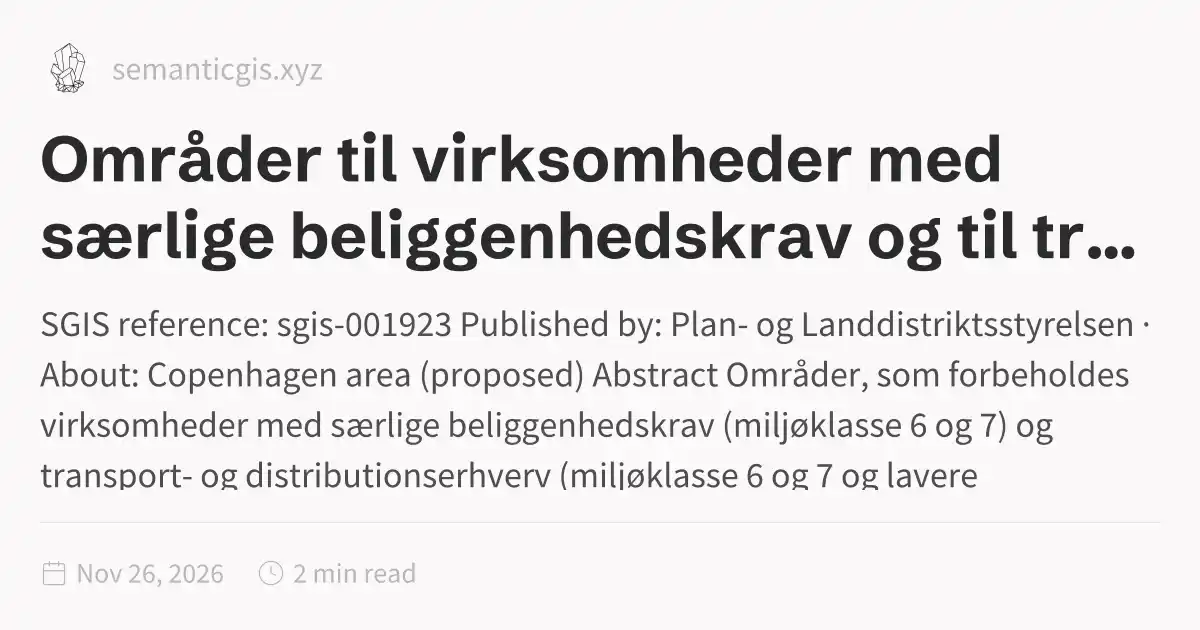 semanticgis.xyz
Områder til virksomheder med
særlige beliggenhedskrav og til tr...
SGIS reference: sgis-001923 Published by: Plan- og Landdistriktsstyrelsen ·
About: Copenhagen area (proposed) Abstract Områder, som forbeholdes
virksomheder med særlige beliggenhedskrav (miljøklasse 6 og 7) og
transport- og distributionserhverv (miljøklasse 6 og 7 og lavere
Nov 26, 2026 2 min read